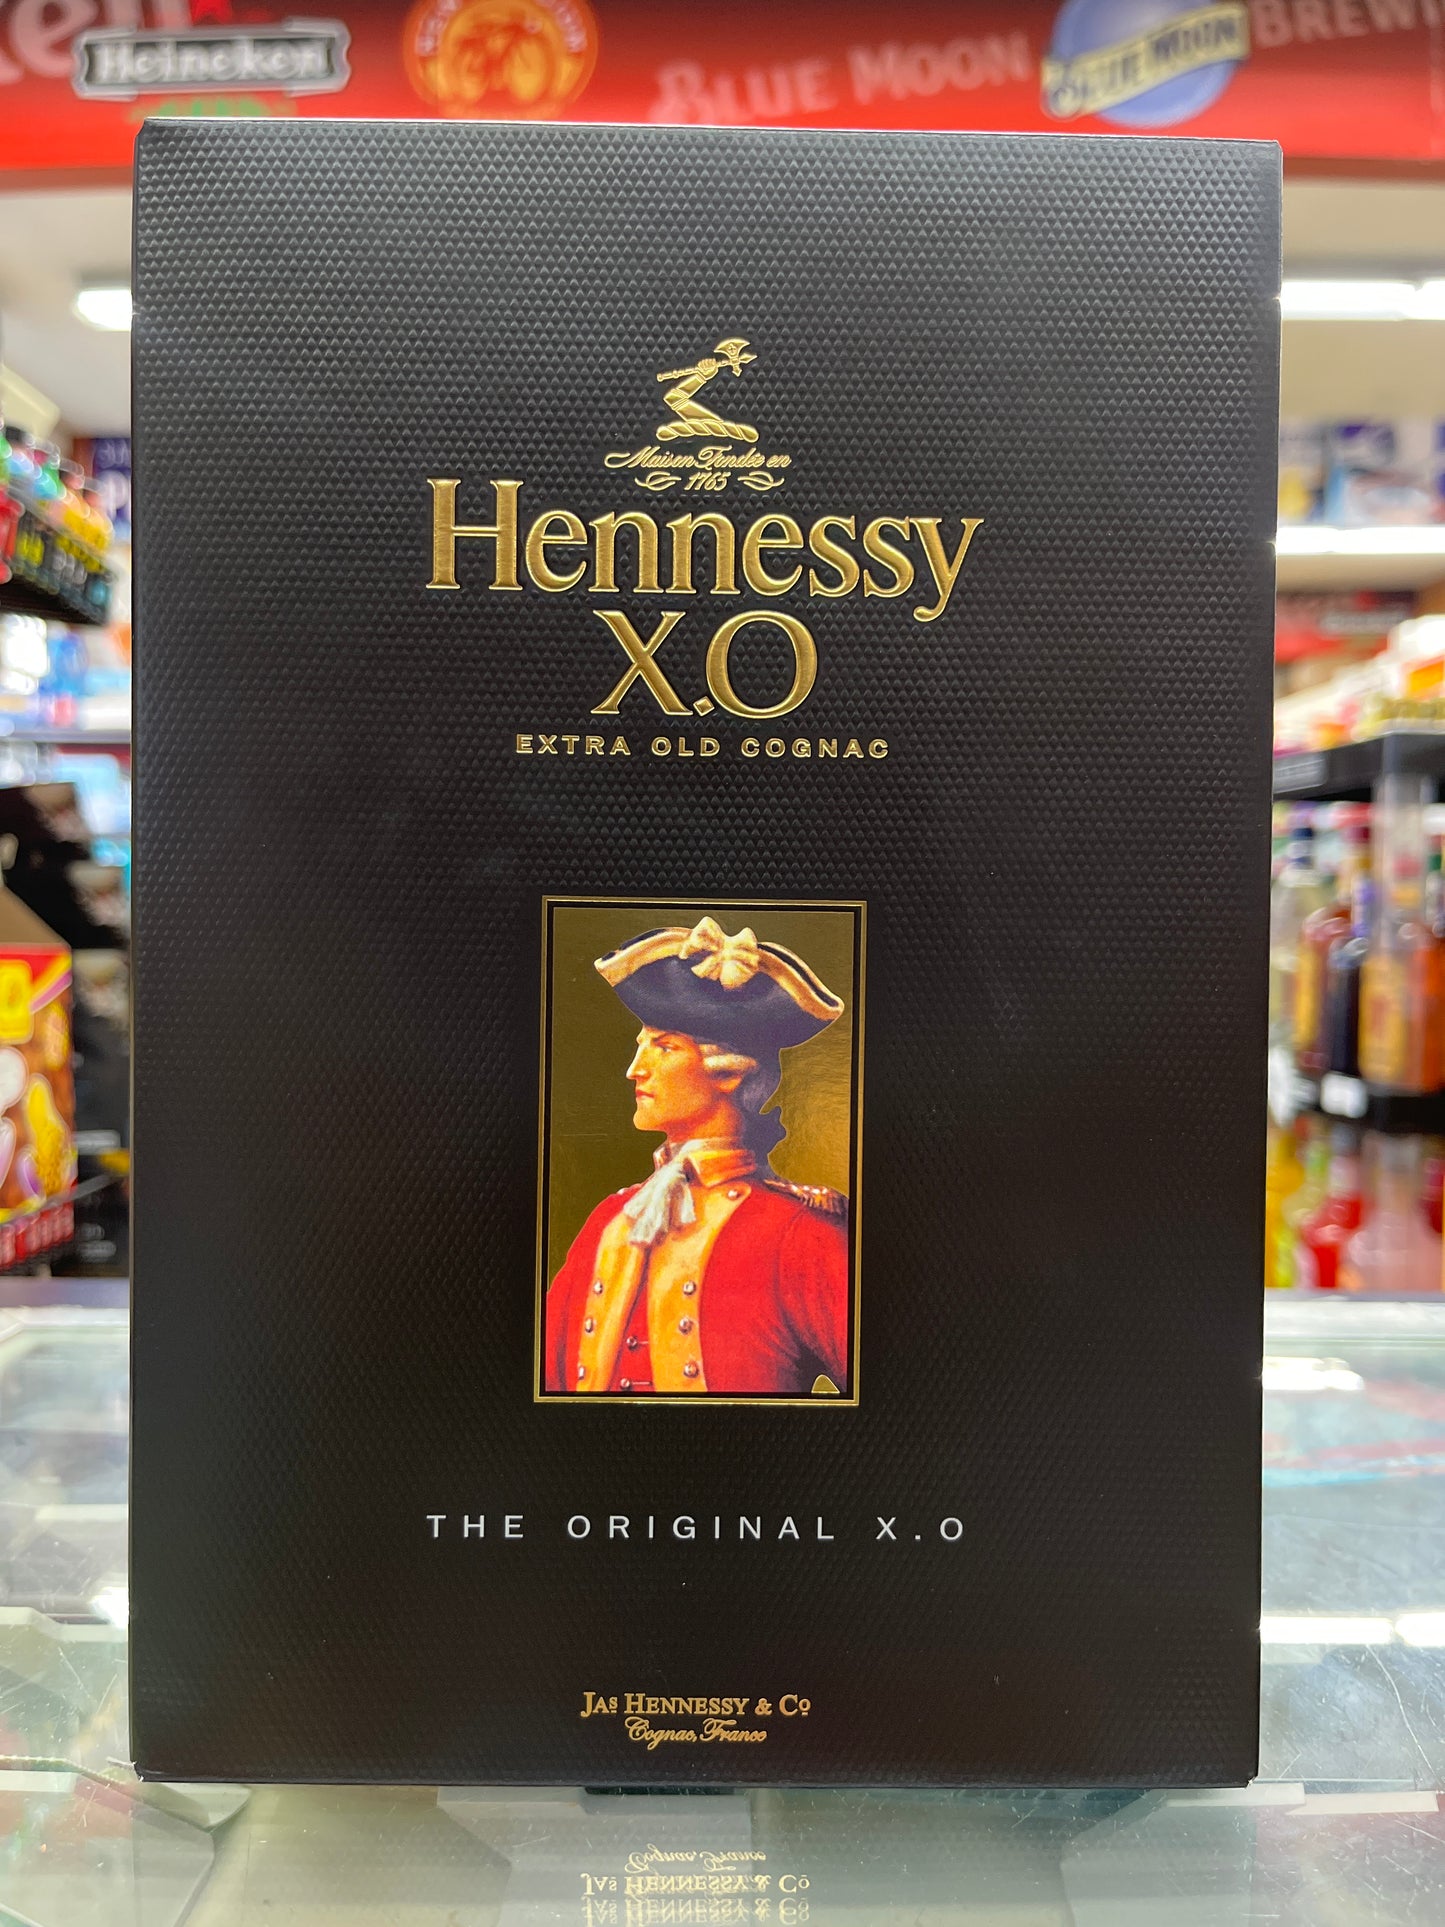 Heineken
BLUE MOON
BLUE MOON
BREWI
Maison Fondée en
1765
Hennessy
X.O
EXTRA OLD COGNAC
THE ORIGINAL X.O
JAS HENNESSY & CO
Cognac, France